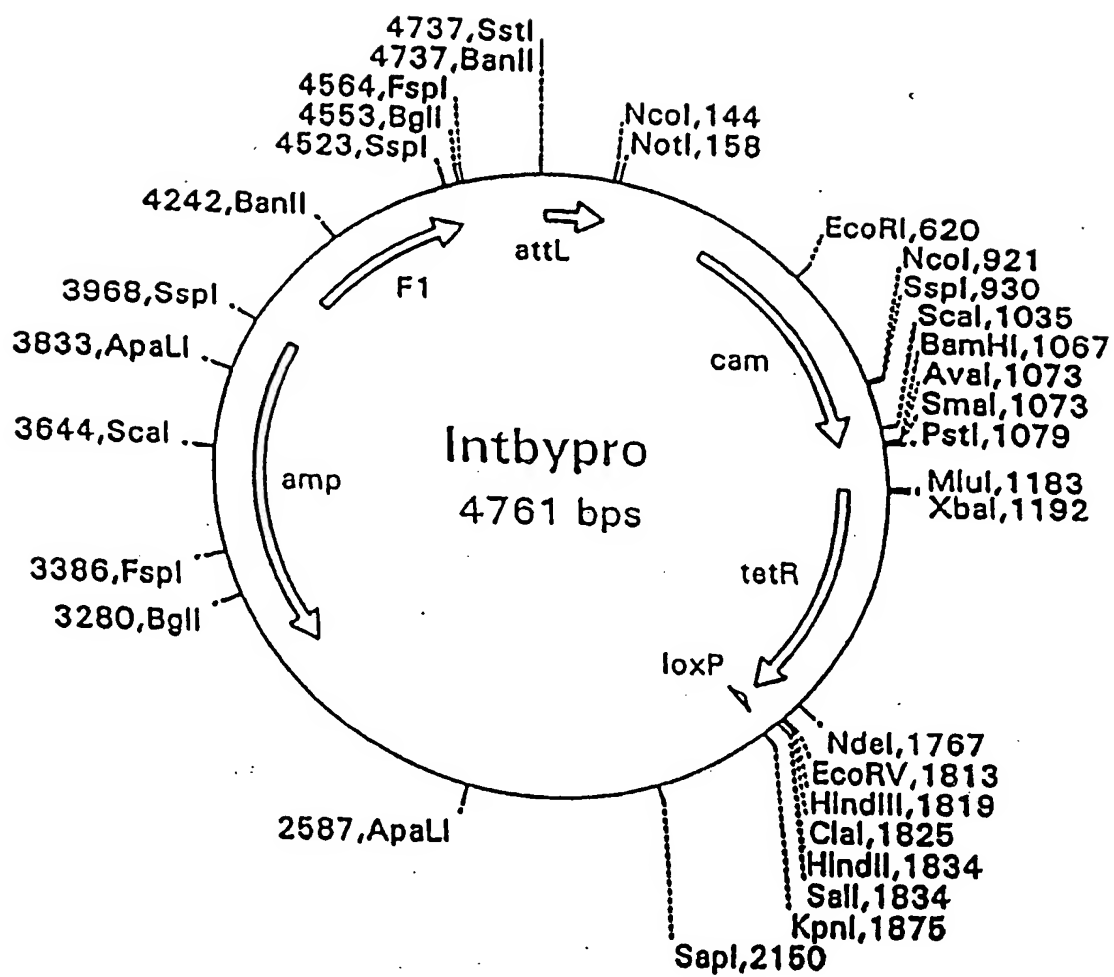 4737,SstI
4737,BanII
4564,FspI
4553,BglI
4523,SspI
4242,BanII
3968,SspI
3833,ApaLI
3644,ScaI
3386,FspI
3280,BglI
2587,ApaLI
NcoI,144
NotI,158
EcoRI,620
NcoI,921
SspI,930
ScaI,1035
BamHI,1067
AvaI,1073
SmaI,1073
PstI,1079
MluI,1183
XbaI,1192
NdeI,1767
EcoRV,1813
HindIII,1819
ClaI,1825
HindII,1834
SalI,1834
KpnI,1875
SapI,2150
attL
F1
cam
amp
Intbypro
4761 bps
tetR
loxP